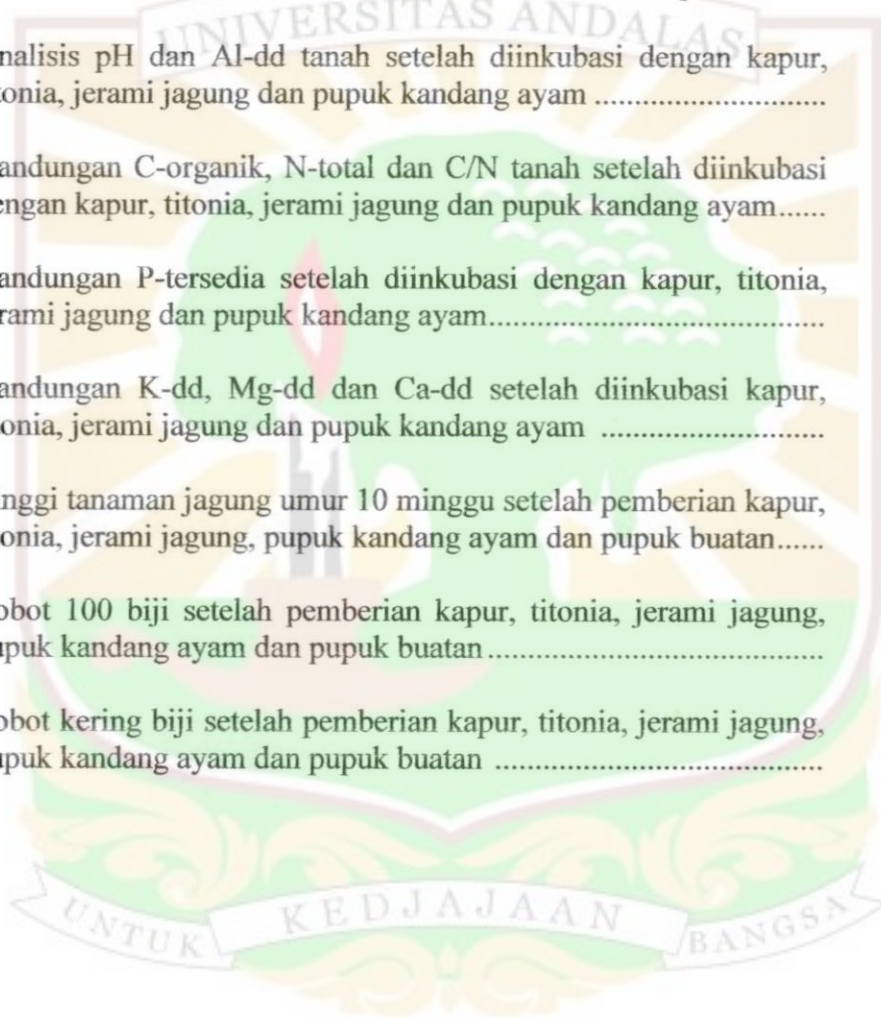 UNIVERSITAS ANDALAS
nalisis pH dan Al-dd tanah setelah diinkubasi dengan kapur,
onia, jerami jagung dan pupuk kandang ayam ............................
andungan C-organik, N-total dan C/N tanah setelah diinkubasi
engan kapur, titonia, jerami jagung dan pupuk kandang ayam......
andungan P-tersedia setelah diinkubasi dengan kapur, titonia,
rami jagung dan pupuk kandang ayam.........................................
andungan K-dd, Mg-dd dan Ca-dd setelah diinkubasi kapur,
onia, jerami jagung dan pupuk kandang ayam ...........................
nggi tanaman jagung umur 10 minggu setelah pemberian kapur,
onia, jerami jagung, pupuk kandang ayam dan pupuk buatan......
obot 100 biji setelah pemberian kapur, titonia, jerami jagung,
upuk kandang ayam dan pupuk buatan.........................................
obot kering biji setelah pemberian kapur, titonia, jerami jagung,
upuk kandang ayam dan pupuk buatan ........................................
UNTUK KEDJAJAAN BANGSA